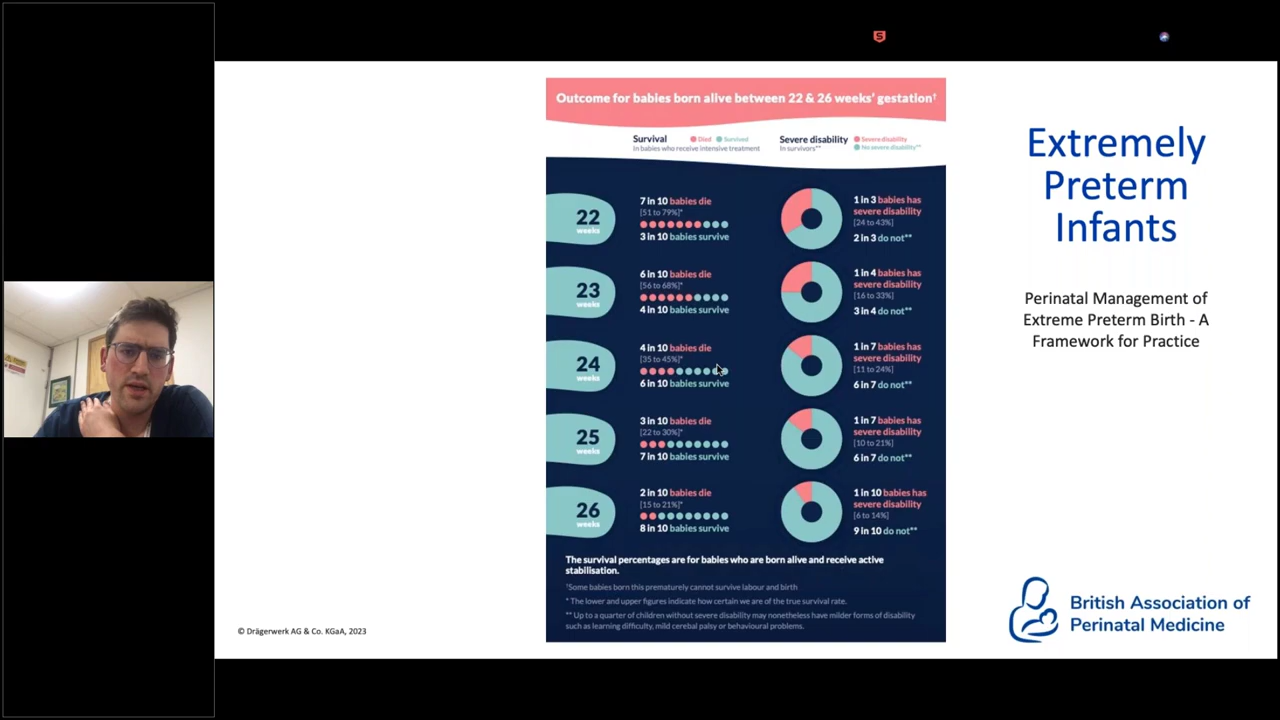 Outcome for babies born alive between 22 & 26 weeks' gestation†
Survival
In babies who receive intensive treatment
Died
Survived
Severe disability
In survivors**
Severe disability
No severe disability**
22
weeks
7 in 10 babies die
[51 to 79%]*
3 in 10 babies survive
1 in 3 babies has
severe disability
[24 to 43%]
2 in 3 do not**
23
weeks
6 in 10 babies die
[56 to 68%]*
4 in 10 babies survive
1 in 4 babies has
severe disability
[16 to 33%]
3 in 4 do not**
24
weeks
4 in 10 babies die
[35 to 45%]*
6 in 10 babies survive
1 in 7 babies has
severe disability
[11 to 24%]
6 in 7 do not**
25
weeks
3 in 10 babies die
[22 to 30%]*
7 in 10 babies survive
1 in 7 babies has
severe disability
[10 to 21%]
6 in 7 do not**
26
weeks
2 in 10 babies die
[15 to 21%]*
8 in 10 babies survive
1 in 10 babies has
severe disability
[6 to 14%]
9 in 10 do not**
The survival percentages are for babies who are born alive and receive active
stabilisation.
†Some babies born this prematurely cannot survive labour and birth
* The lower and upper figures indicate how certain we are of the true survival rate.
** Up to a quarter of children without severe disability may nonetheless have milder forms of disability
such as learning difficulty, mild cerebral palsy or behavioural problems.
Extremely
Preterm
Infants
Perinatal Management of
Extreme Preterm Birth - A
Framework for Practice
British Association of
Perinatal Medicine
© Drägerwerk AG & Co. KGaA, 2023
S